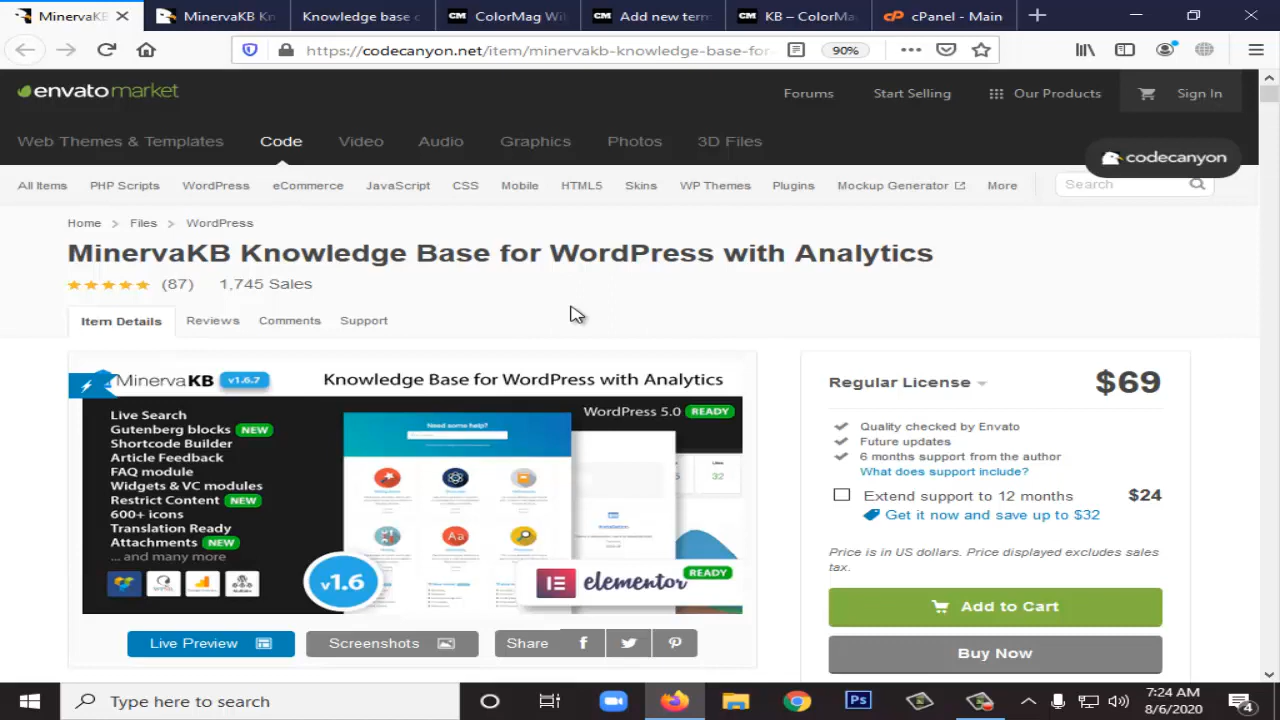 MinervaKB
MinervaKB Kn
Knowledge base c
CM ColorMag Wi
CM Add new term
CM KB – ColorMa
cP cPanel - Main
https://codecanyon.net/item/minervakb-knowledge-base-for-
90%
envatomarket
Forums
Start Selling
Our Products
Sign In
Web Themes & Templates
Code
Video
Audio
Graphics
Photos
3D Files
codecanyon
All Items
PHP Scripts
WordPress
eCommerce
JavaScript
CSS
Mobile
HTML5
Skins
WP Themes
Plugins
Mockup Generator
More
Search
Home > Files > WordPress
MinervaKB Knowledge Base for WordPress with Analytics
(87) 1,745 Sales
Item Details
Reviews
Comments
Support
MinervaKB v1.6.7
Knowledge Base for WordPress with Analytics
Live Search
Gutenberg blocks NEW
Shortcode Builder
Article Feedback
FAQ module
Widgets & VC modules
Restrict Content NEW
600+ icons
Translation Ready
Attachments NEW
... and many more
WordPress 5.0 READY
Need some help?
Likes
32
v1.6
elementor READY
Live Preview
Screenshots
Share
Regular License
$69
Quality checked by Envato
Future updates
6 months support from the author
What does support include?
Extend support to 12 months
$24
Get it now and save up to $32
Price is in US dollars. Price displayed excludes sales
tax.
Add to Cart
Buy Now
Type here to search
Ps
7:24 AM
8/6/2020
4